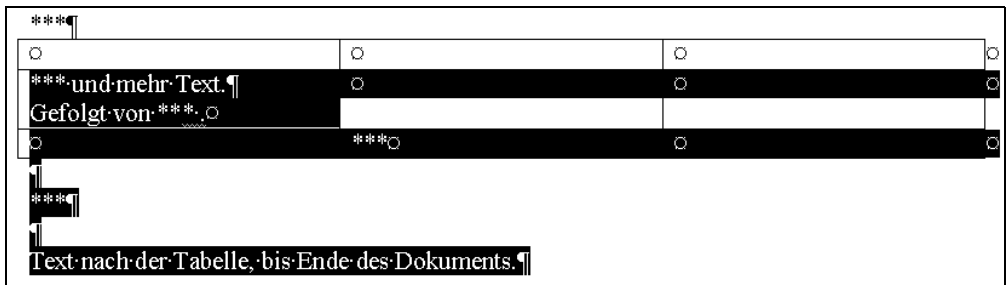 ***¶
¤ ¤ ¤ ¤
***·und·mehr·Text.¶ ¤ ¤ ¤
Gefolgt·von·***·.¤
¤ ***¤ ¤ ¤
¶
***¶
¶
Text·nach·der·Tabelle,·bis·Ende·des·Dokuments.¶